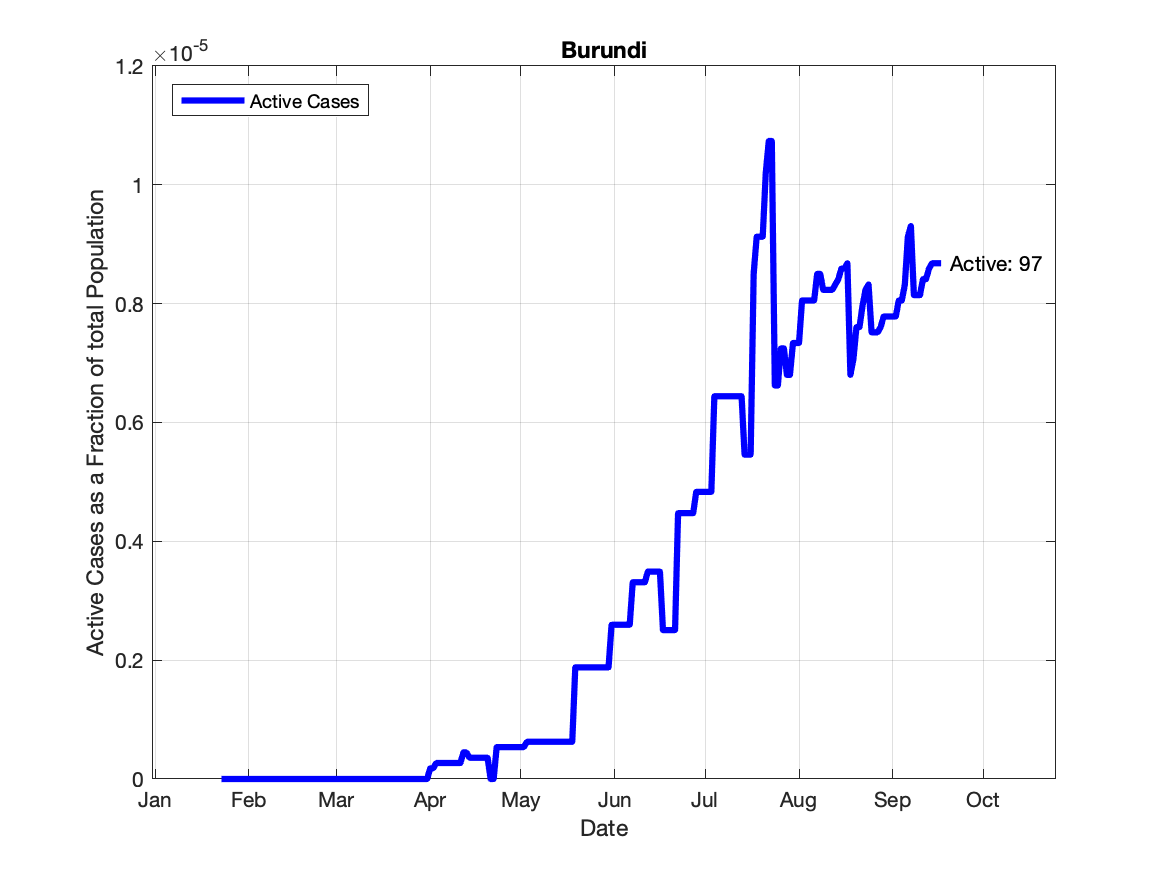 Burundi
×10-5
1.2
1
0.8
0.6
0.4
0.2
0
Active Cases as a Fraction of total Population
Active Cases
Active: 97
Jan Feb Mar Apr May Jun Jul Aug Sep Oct
Date